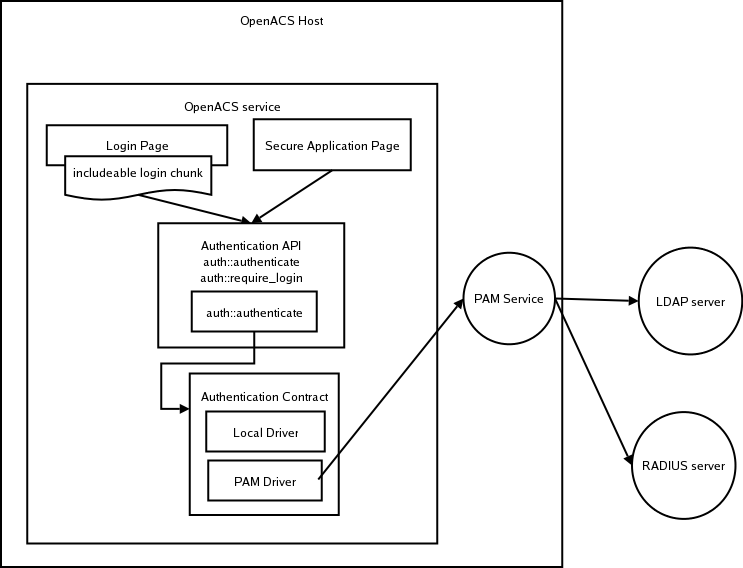 OpenACS Host
OpenACS service
Login Page
Secure Application Page
includeable login chunk
Authentication API
auth::authenticate
auth::require_login
auth::authenticate
PAM Service
LDAP server
Authentication Contract
Local Driver
PAM Driver
RADIUS server